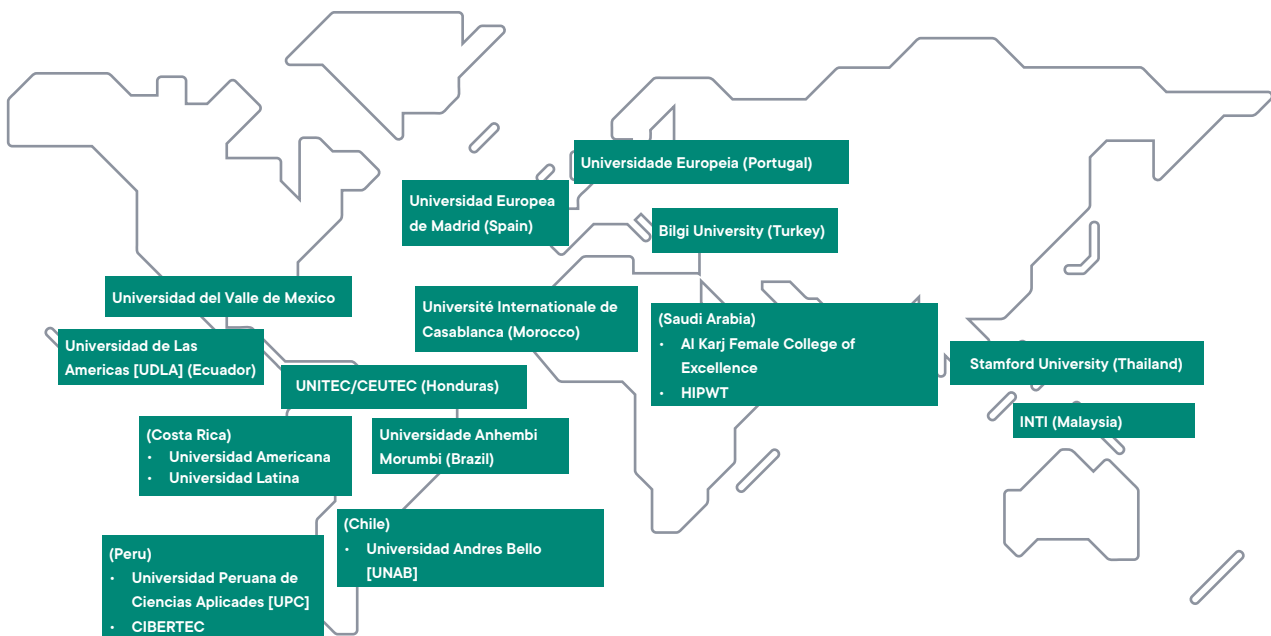 Universidade Europeia (Portugal)
Universidad Europea
de Madrid (Spain)
Bilgi University (Turkey)
Universidad del Valle de Mexico
Université Internationale de
Casablanca (Morocco)
(Saudi Arabia)
• Al Karj Female College of
Excellence
• HIPWT
Universidad de Las
Americas [UDLA] (Ecuador)
Stamford University (Thailand)
UNITEC/CEUTEC (Honduras)
INTI (Malaysia)
(Costa Rica)
• Universidad Americana
• Universidad Latina
Universidade Anhembi
Morumbi (Brazil)
(Chile)
• Universidad Andres Bello
[UNAB]
(Peru)
• Universidad Peruana de
Ciencias Aplicades [UPC]
• CIBERTEC